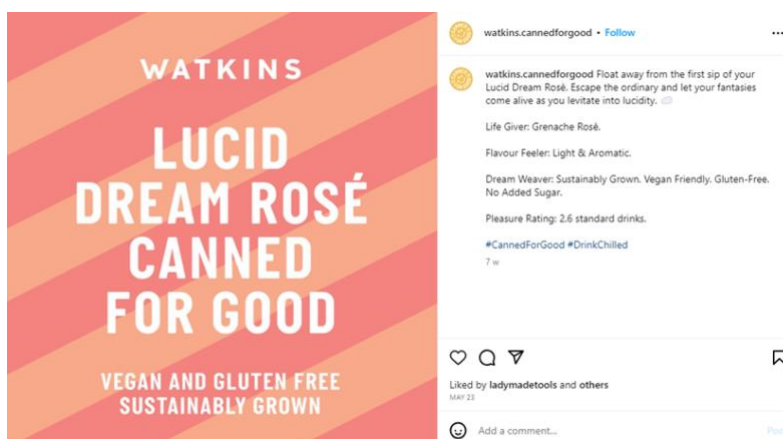 WATKINS
LUCID
DREAM ROSÉ
CANNED
FOR GOOD
VEGAN AND GLUTEN FREE
SUSTAINABLY GROWN
watkins.cannedforgood • Follow
watkins.cannedforgood Float away from the first sip of your
Lucid Dream Rosé. Escape the ordinary and let your fantasies
come alive as you levitate into lucidity.
Life Giver: Grenache Rosé.
Flavour Feeler: Light & Aromatic.
Dream Weaver: Sustainably Grown. Vegan Friendly. Gluten-Free.
No Added Sugar.
Pleasure Rating: 2.6 standard drinks.
#CannedForGood #DrinkChilled
7 w
Liked by ladymadetools and others
MAY 23
Add a comment...